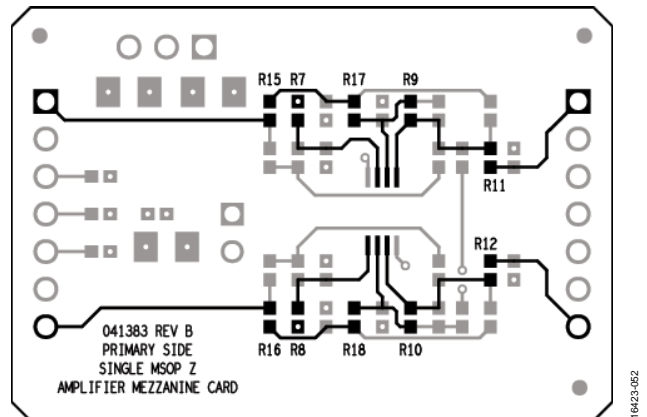 R15 R7 R17 R9
R11
R12
R16 R8 R18 R10
041383 REV B
PRIMARY SIDE
SINGLE MSOP Z
AMPLIFIER MEZZANINE CARD
16423-052